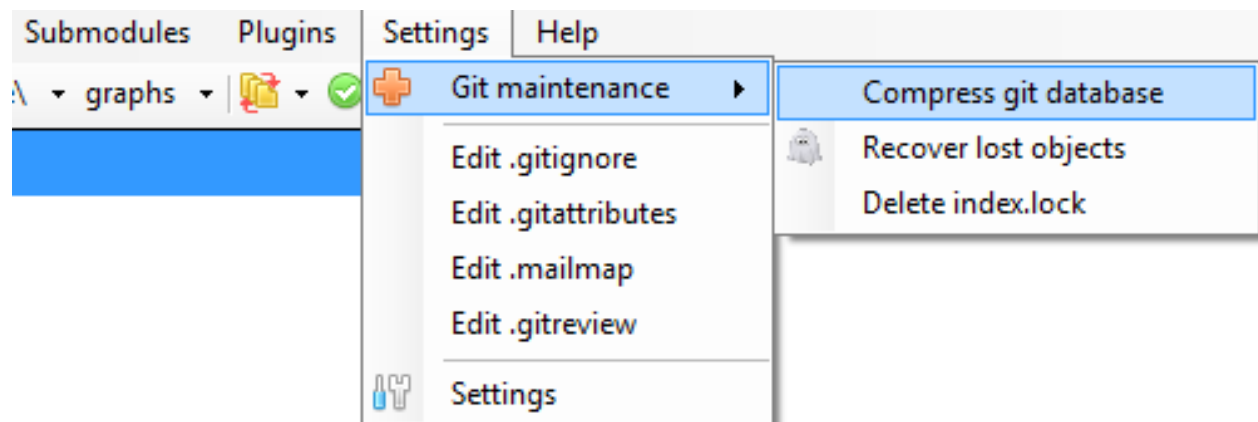 Submodules Plugins Settings Help
graphs
Git maintenance
Compress git database
Edit .gitignore
Recover lost objects
Edit .gitattributes
Delete index.lock
Edit .mailmap
Edit .gitreview
Settings